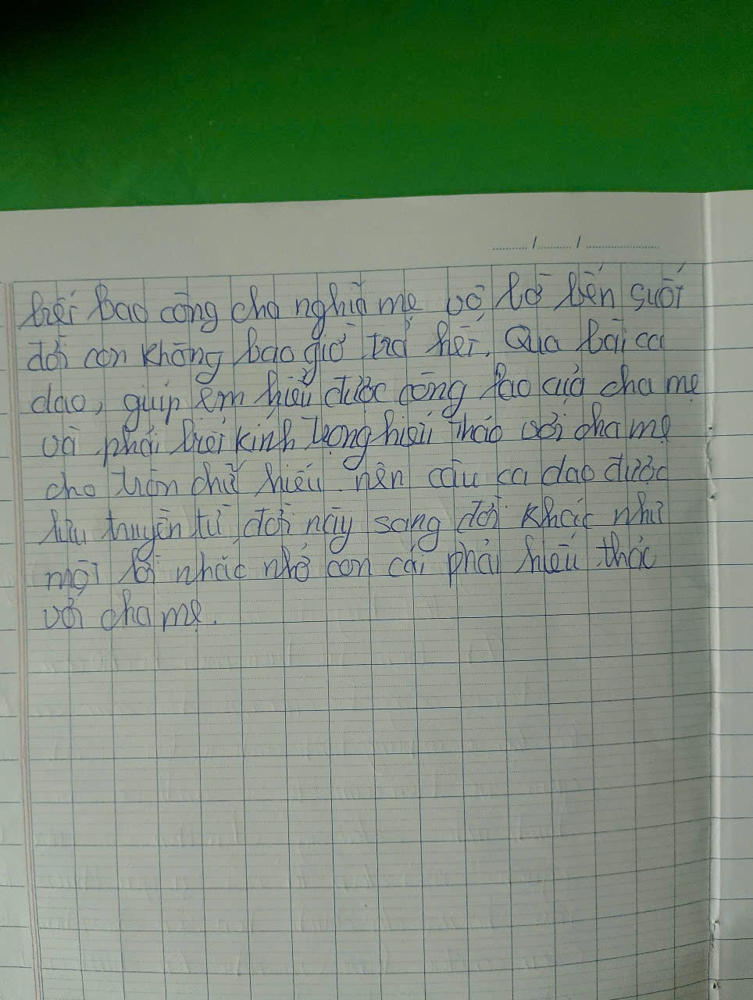 biết bao công cha nghĩa mẹ vô bờ bến suốt
đời con không bao giờ trả hết. Qua bài ca
dao, giúp em hiểu được công lao của cha mẹ
và phải biết kính trọng hiếu thảo với cha mẹ
cho tròn chữ hiếu. nên câu ca dao được
lưu truyền từ đời này sang đời khác như
một lời nhắc nhở con cái phải hiếu thảo
với cha mẹ.